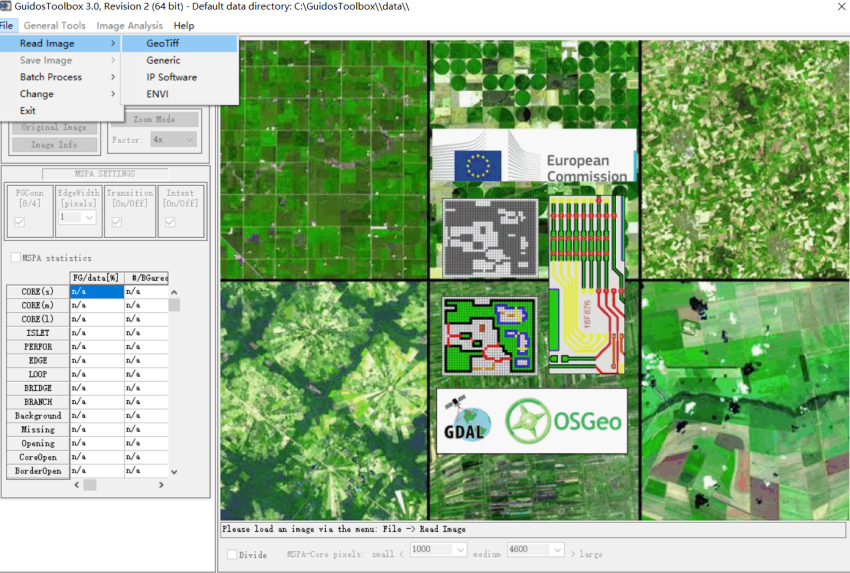 GuidosToolbox 3.0, Revision 2 (64 bit) - Default data directory: C:\GuidosToolbox\\data\\
File General Tools Image Analysis Help
Read Image
Save Image
Batch Process
Change
Exit
GeoTiff
Generic
IP Software
ENVI
Original Image
Image Info
Zoom Mode
Factor: 4x
MSPA SETTINGS
FGConn EdgeWidth Transition Intext
[8/4] [pixels] [On/Off] [On/Off]
1
MSPA statistics
FG/data[%] #/BGarea
CORE(s) n/a n/a
CORE(m) n/a n/a
CORE(l) n/a n/a
ISLET n/a n/a
PERFOR n/a n/a
EDGE n/a n/a
LOOP n/a n/a
BRIDGE n/a n/a
BRANCH n/a n/a
Background n/a n/a
Missing n/a n/a
Opening n/a n/a
CoreOpen n/a n/a
BorderOpen n/a n/a
European
Commission
16F876
GDAL
OSGeo
Please load an image via the menu: File -> Read Image
Divide MSPA-Core pixels: small < 1000 medium 4600 > large